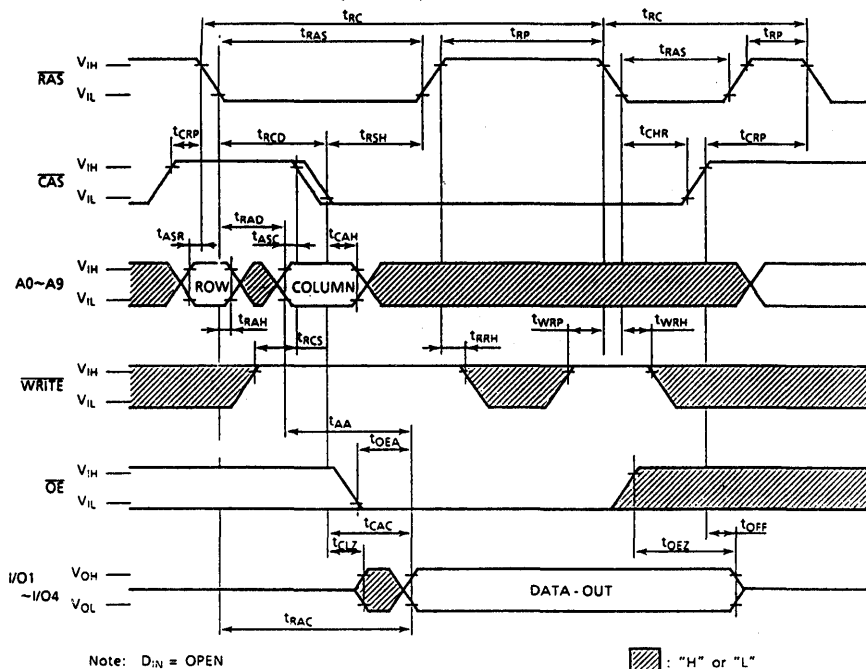 tRC tRC
tRAS tRP tRAS tRP
RAS VIH
VIL
tCRP tRCD tRSH tCHR tCRP
CAS VIH
VIL
tRAD
tASR tASC tCAH
A0~A9 VIH
VIL
ROW COLUMN
tRAH tRCS tRRH tWRP tWRH
WRITE VIH
VIL
tAA
tOEA
OE VIH
VIL
tCAC tOFF
tCLZ tOEZ
I/O1
~I/O4
VOH
VOL
DATA-OUT
tRAC
Note: DIN = OPEN : "H" or "L"